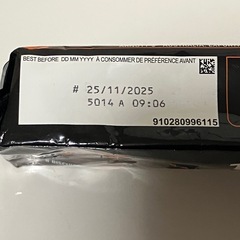 BEST BEFORE DD MM YYYY À CONSOMMER DE PRÉFÉRENCE AVANT
# 25/11/2025
5014 A 09:06
910280996115